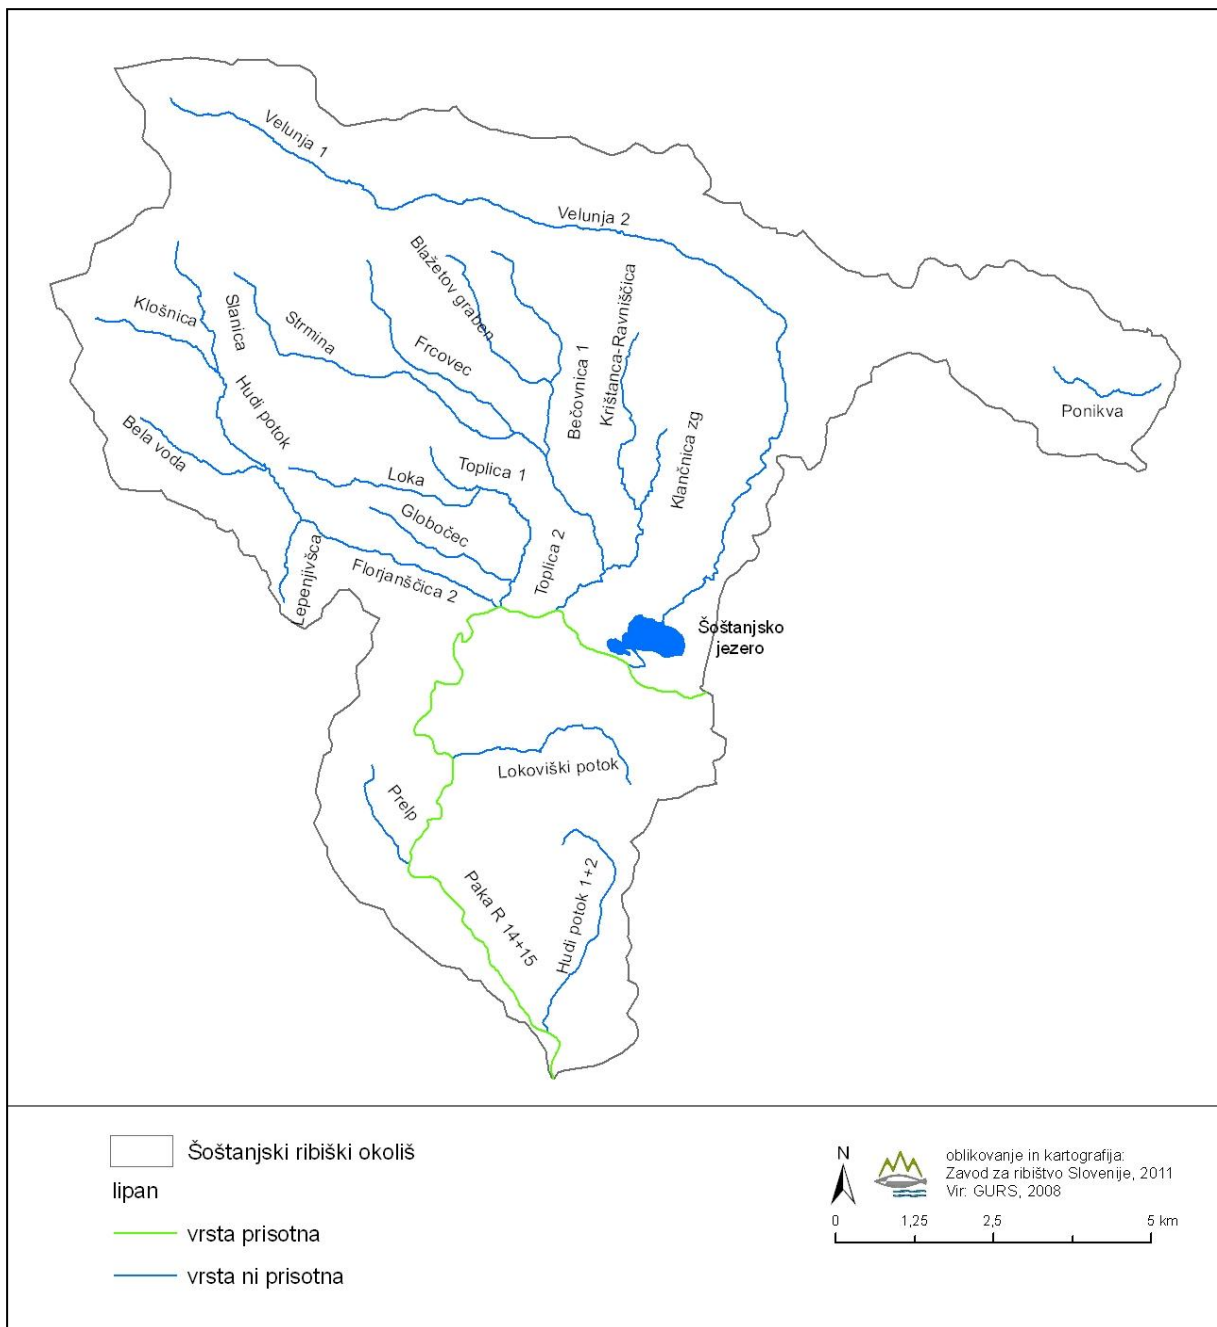 Velunja 1
Velunja 2
Blažetov graben
Krištanca-Ravniščica
Klošnica
Slanica
Strmina
Frcovec
Bečovnica 1
Ponikva
Hudi potok
Bela voda
Klančnica zg
Toplica 1
Loka
Globočec
Toplica 2
Lepenjivšca
Florjanščica 2
Šoštanjsko
jezero
Lokoviški potok
Prelp
Paka R 14+15
Hudi potok 1+2
Šoštanjski ribiški okoliš
lipan
vrsta prisotna
vrsta ni prisotna
N
oblikovanje in kartografija:
Zavod za ribištvo Slovenije, 2011
Vir: GURS, 2008
0 1,25 2,5 5 km